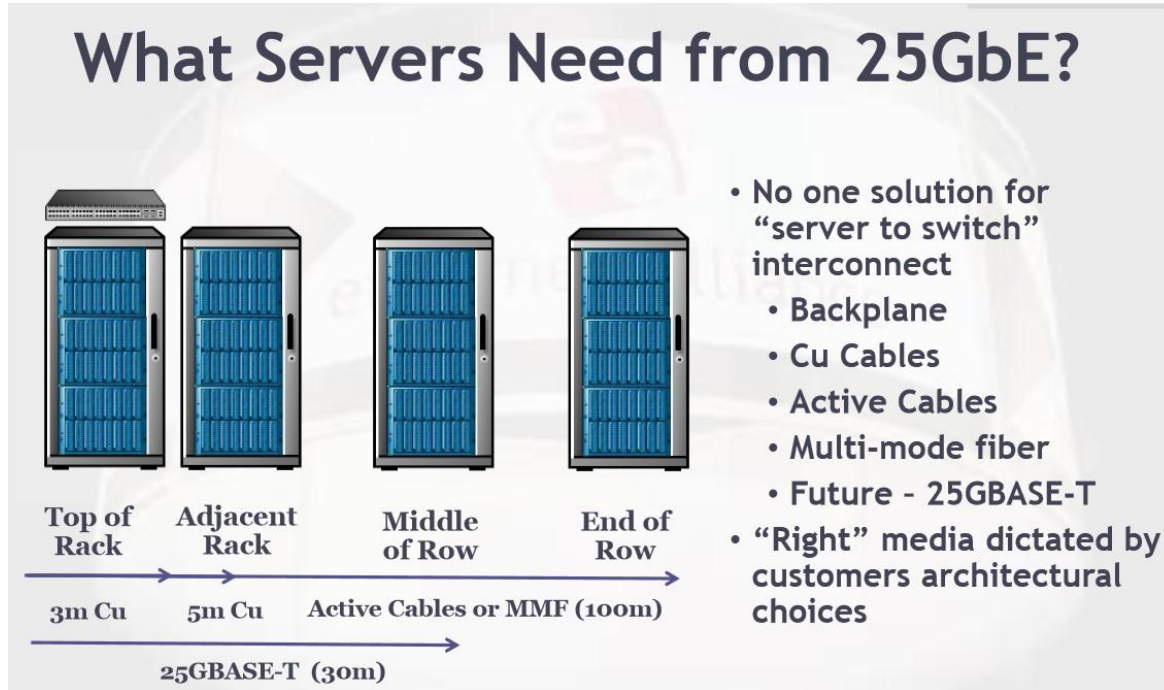 What Servers Need from 25GbE?
• No one solution for
“server to switch”
interconnect
• Backplane
• Cu Cables
• Active Cables
• Multi-mode fiber
• Future – 25GBASE-T
• “Right” media dictated by
customers architectural
choices
Top of
Rack
Adjacent
Rack
Middle
of Row
End of
Row
3m Cu
5m Cu
Active Cables or MMF (100m)
25GBASE-T (30m)
ea